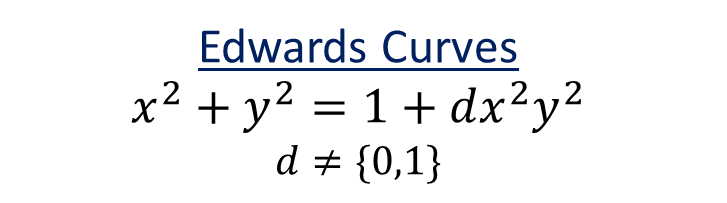 Edwards Curves
x² + y² = 1 + dx²y²
d ≠ {0,1}